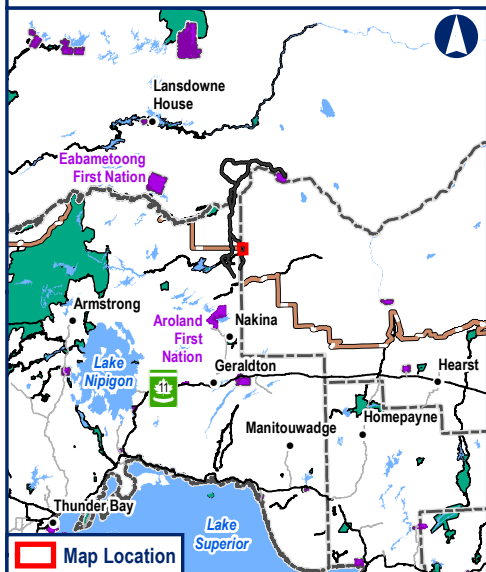 Lansdowne
House
Eabametoong
First Nation
Armstrong
Aroland
First
Nation
Nakina
Lake
Nipigon
Geraldton
11
Hearst
Manitouwadge
Homepayne
Thunder Bay
Lake
Superior
Map Location